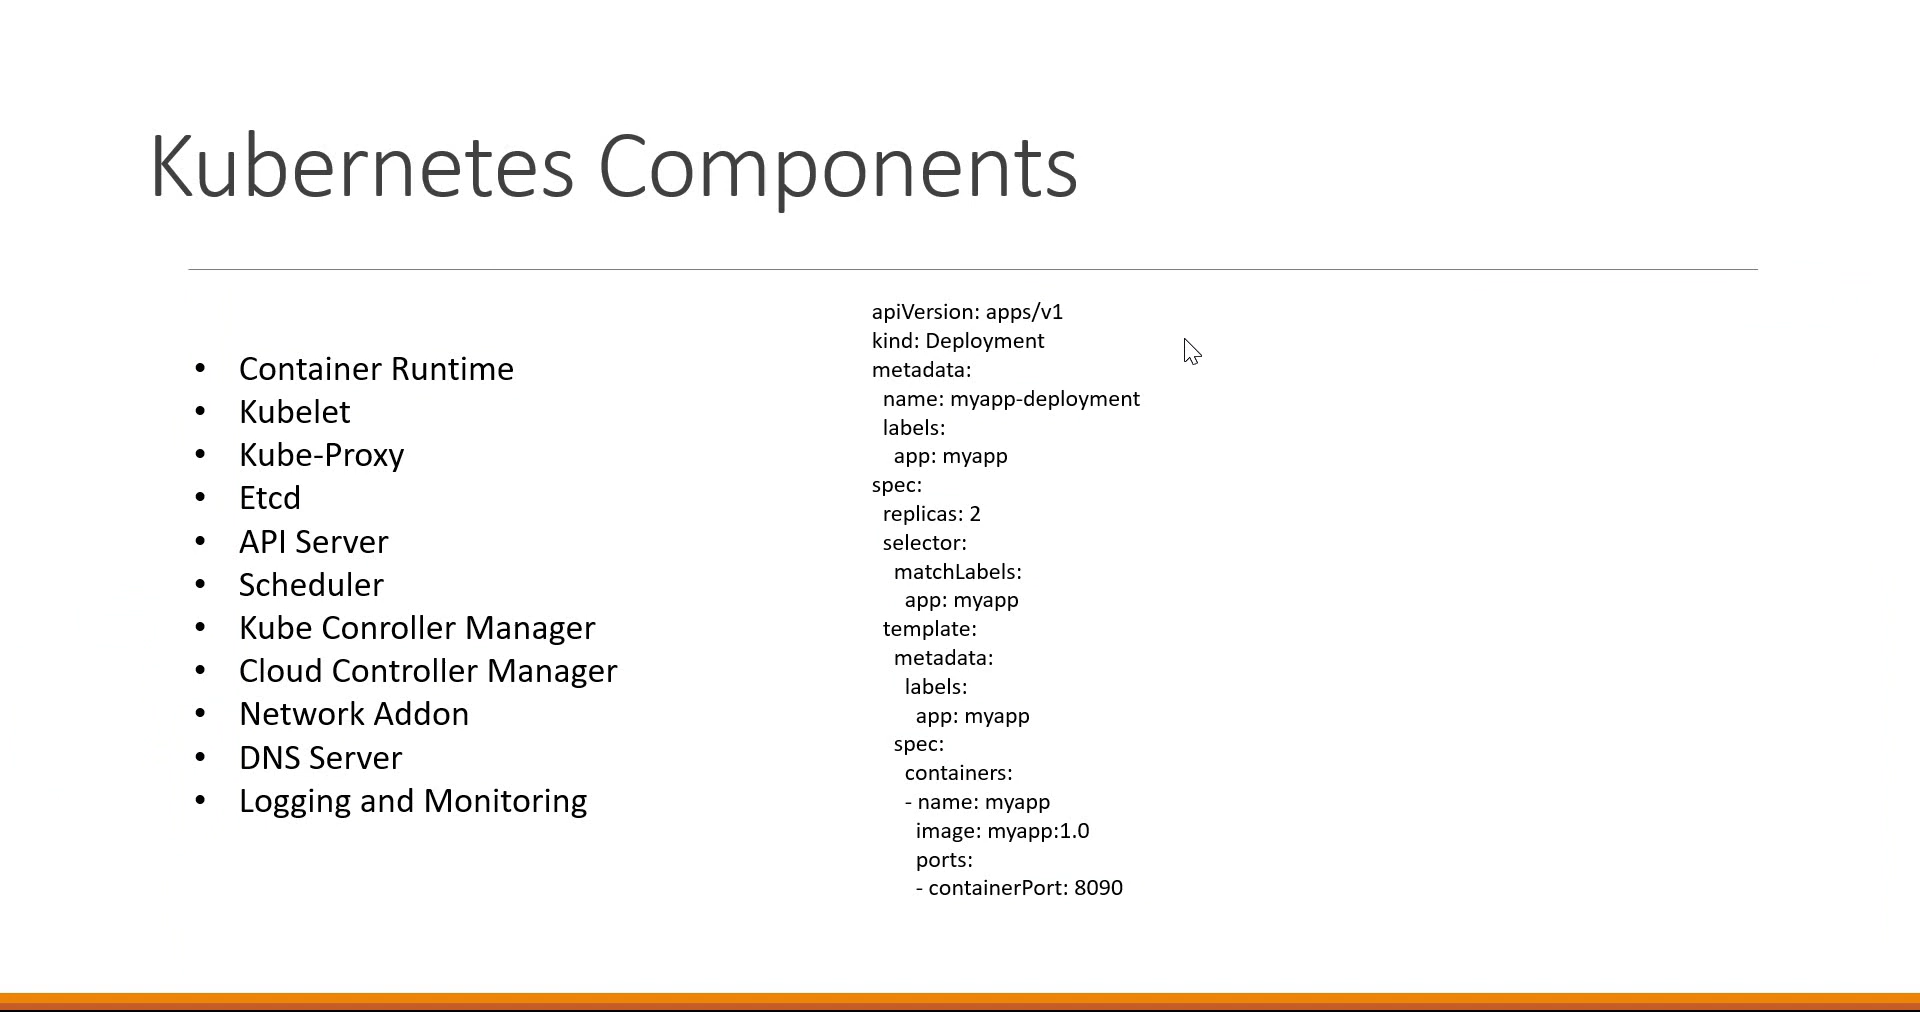 Kubernetes Components
• Container Runtime
• Kubelet
• Kube-Proxy
• Etcd
• API Server
• Scheduler
• Kube Conroller Manager
• Cloud Controller Manager
• Network Addon
• DNS Server
• Logging and Monitoring
apiVersion: apps/v1
kind: Deployment
metadata:
  name: myapp-deployment
  labels:
    app: myapp
spec:
  replicas: 2
  selector:
    matchLabels:
      app: myapp
  template:
    metadata:
      labels:
        app: myapp
    spec:
      containers:
      - name: myapp
        image: myapp:1.0
        ports:
        - containerPort: 8090